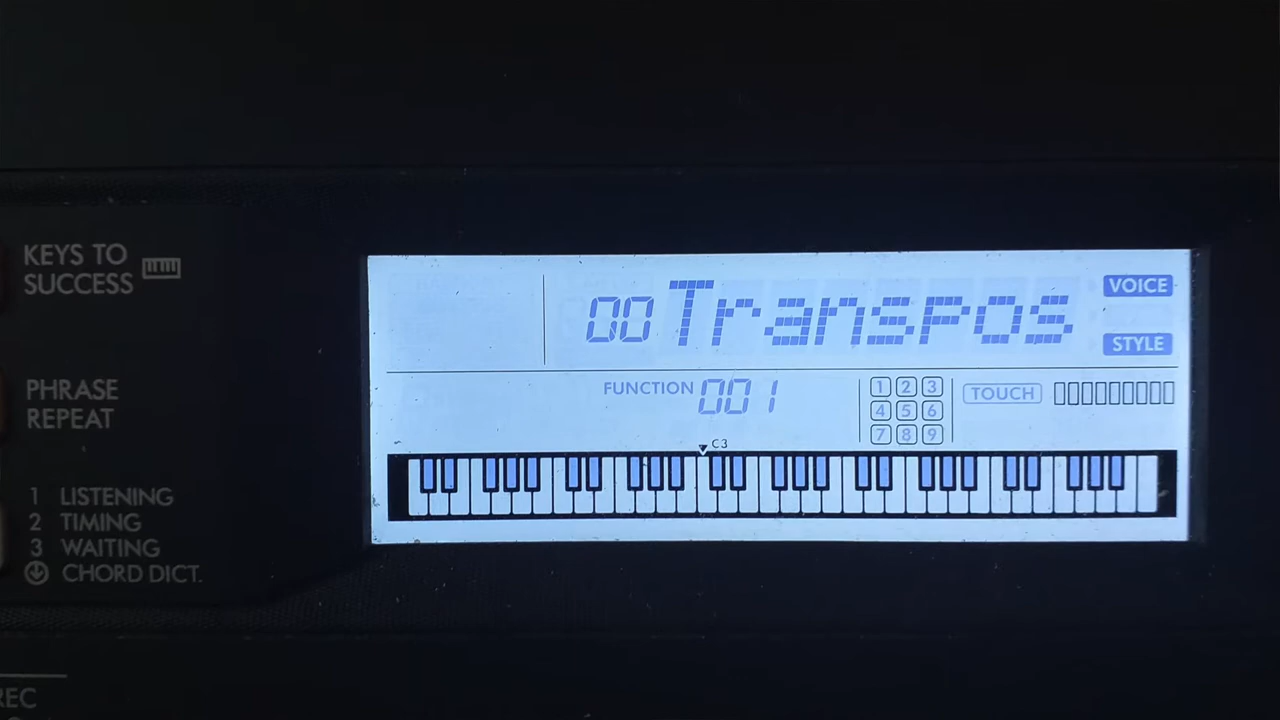 KEYS TO
SUCCESS
PHRASE
REPEAT
1 LISTENING
2 TIMING
3 WAITING
CHORD DICT.
REC
00 Transpos
VOICE
STYLE
FUNCTION 001
1 2 3
4 5 6
7 8 9
TOUCH
C3